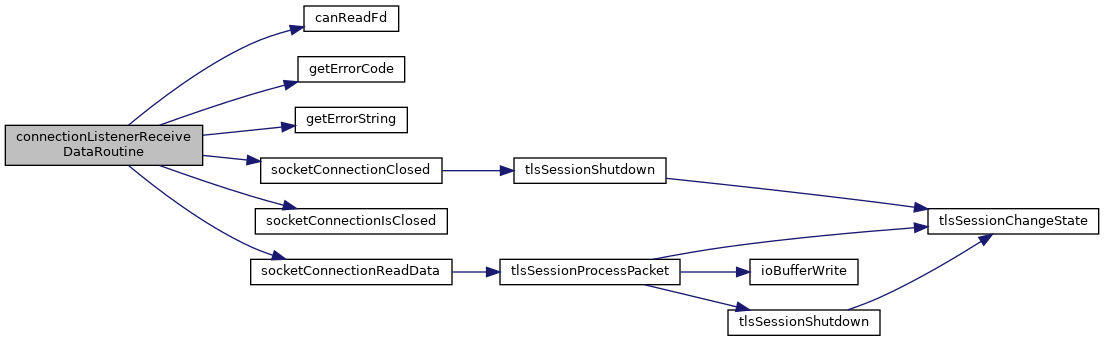 canReadFd
getErrorCode
getErrorString
connectionListenerReceive
DataRoutine
socketConnectionClosed
tlsSessionShutdown
socketConnectionIsClosed
tlsSessionChangeState
socketConnectionReadData
tlsSessionProcessPacket
ioBufferWrite
tlsSessionShutdown